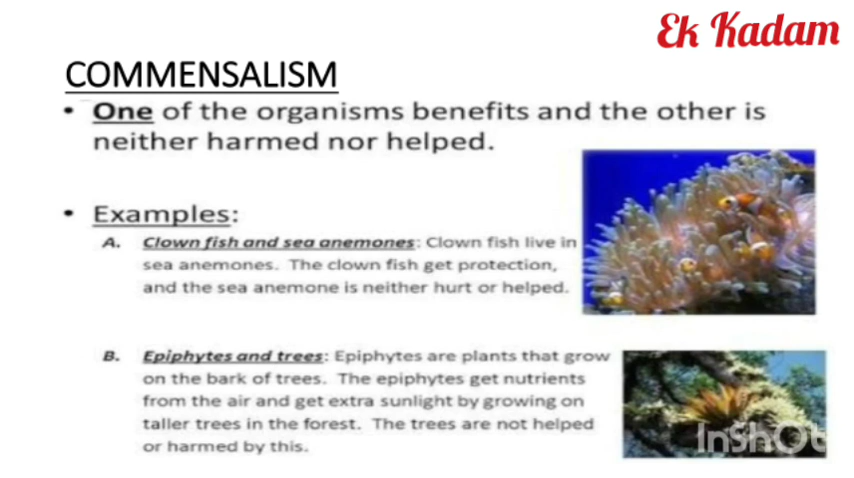 Ek Kadam
COMMENSALISM
• One of the organisms benefits and the other is
neither harmed nor helped.
• Examples:
A. Clown fish and sea anemones: Clown fish live in
sea anemones. The clown fish get protection,
and the sea anemone is neither hurt or helped.
B. Epiphytes and trees: Epiphytes are plants that grow
on the bark of trees. The epiphytes get nutrients
from the air and get extra sunlight by growing on
taller trees in the forest. The trees are not helped
or harmed by this.
InShOt